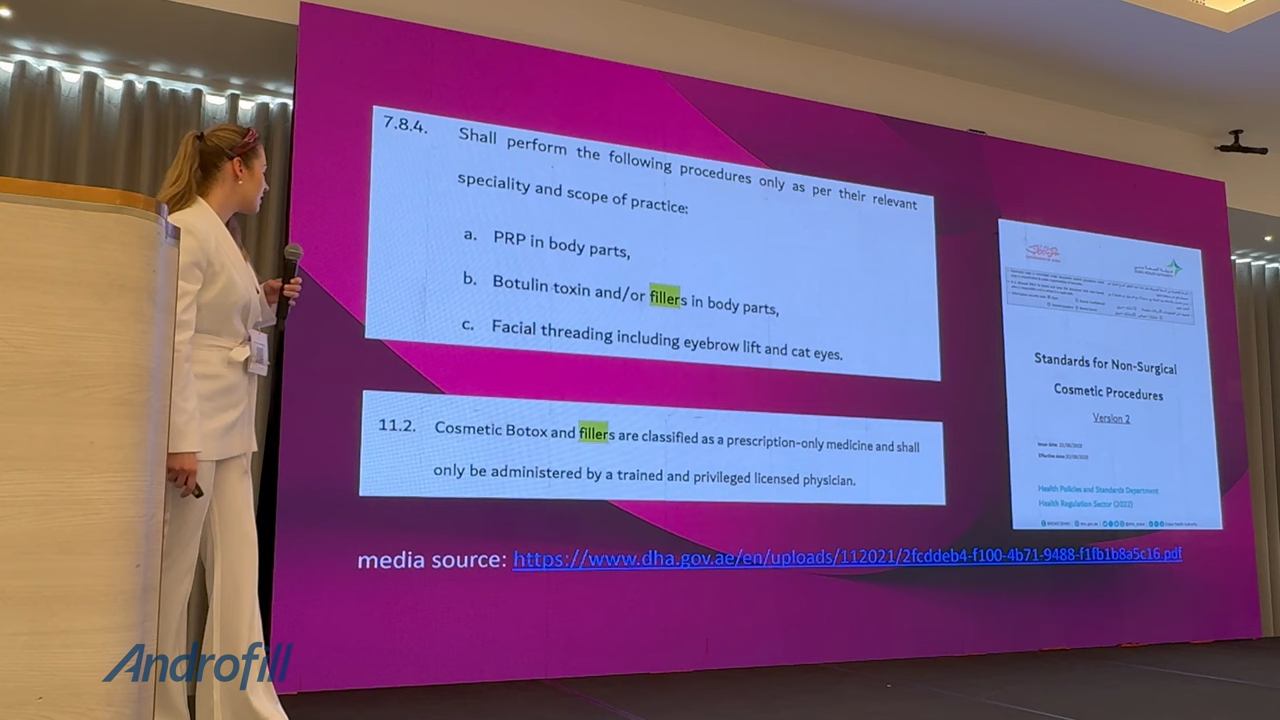 7.8.4. Shall perform the following procedures only as per their relevant
speciality and scope of practice:
a. PRP in body parts,
b. Botulin toxin and/or fillers in body parts,
c. Facial threading including eyebrow lift and cat eyes.
11.2. Cosmetic Botox and fillers are classified as a prescription-only medicine and shall
only be administered by a trained and privileged licensed physician.
Standards for Non-Surgical
Cosmetic Procedures
Version 2
Health Policies and Standards Department
Health Regulation Sector (2022)
media source: https://www.dha.gov.ae/en/uploads/112021/2fcddeb4-f100-4b71-9488-f1fb1b8a5c16.pdf
Androfill